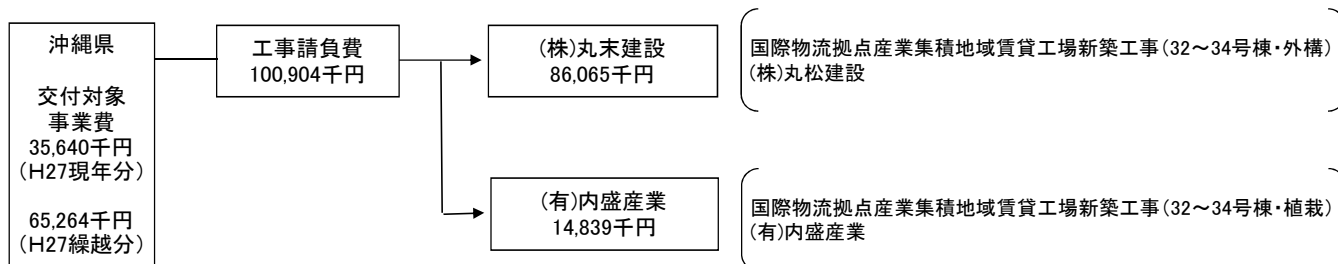 沖縄県
交付対象
事業費
35,640千円
(H27現年分)
65,264千円
(H27繰越分)
工事請負費
100,904千円
(株)丸末建設
86,065千円
国際物流拠点産業集積地域賃貸工場新築工事(32～34号棟・外構)
(株)丸松建設
(有)内盛産業
14,839千円
国際物流拠点産業集積地域賃貸工場新築工事(32～34号棟・植栽)
(有)内盛産業